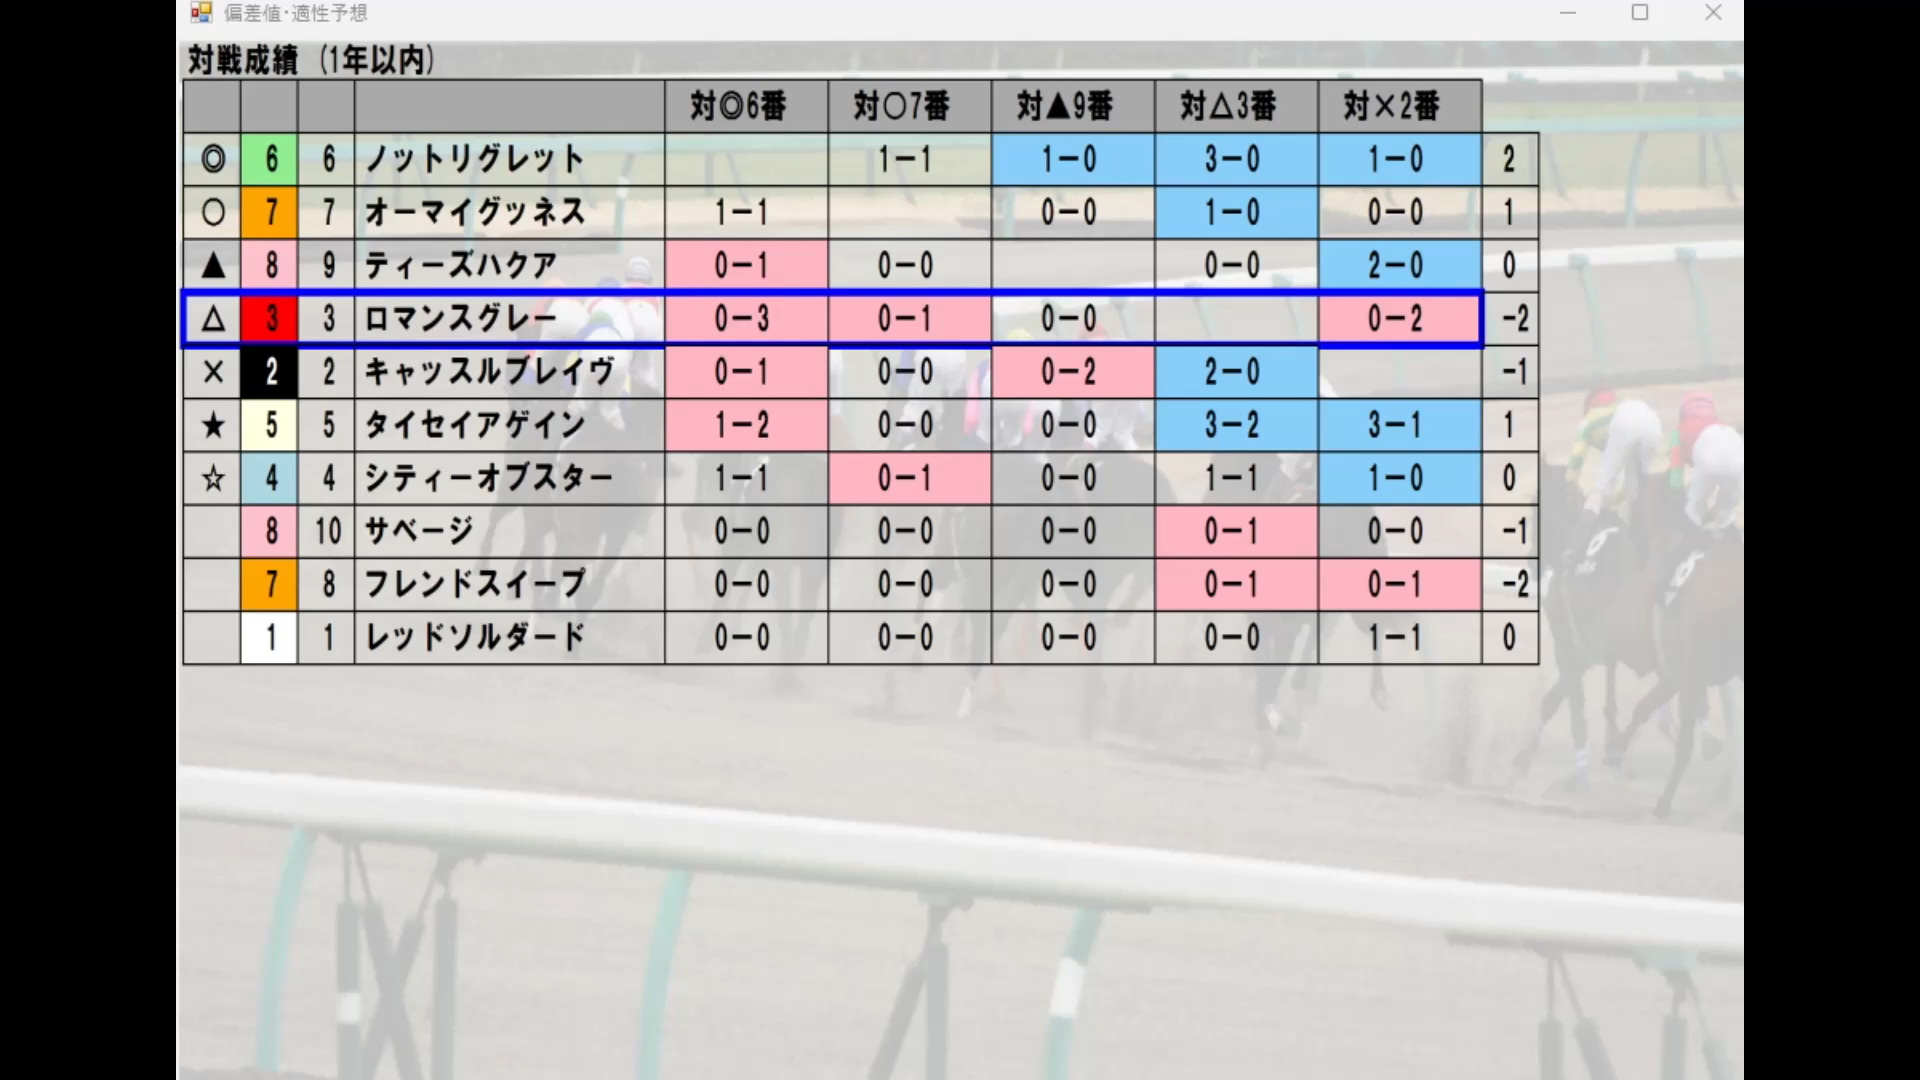 偏差値・適性予想
対戦成績 (1年以内)
対◎6番 対○7番 対▲9番 対△3番 対×2番
◎ 6 6 ノットリグレット 1－1 1－0 3－0 1－0 2
○ 7 7 オーマイグッネス 1－1 0－0 1－0 0－0 1
▲ 8 9 ティーズハクア 0－1 0－0 0－0 2－0 0
△ 3 3 ロマンスグレー 0－3 0－1 0－0 0－2 -2
× 2 2 キャッスルブレイヴ 0－1 0－0 0－2 2－0 -1
★ 5 5 タイセイアゲイン 1－2 0－0 0－0 3－2 3－1 1
☆ 4 4 シティーオブスター 1－1 0－1 0－0 1－1 1－0 0
8 10 サベージ 0－0 0－0 0－0 0－1 0－0 -1
7 8 フレンドスイープ 0－0 0－0 0－0 0－1 0－1 -2
1 1 レッドソルダード 0－0 0－0 0－0 0－0 1－1 0